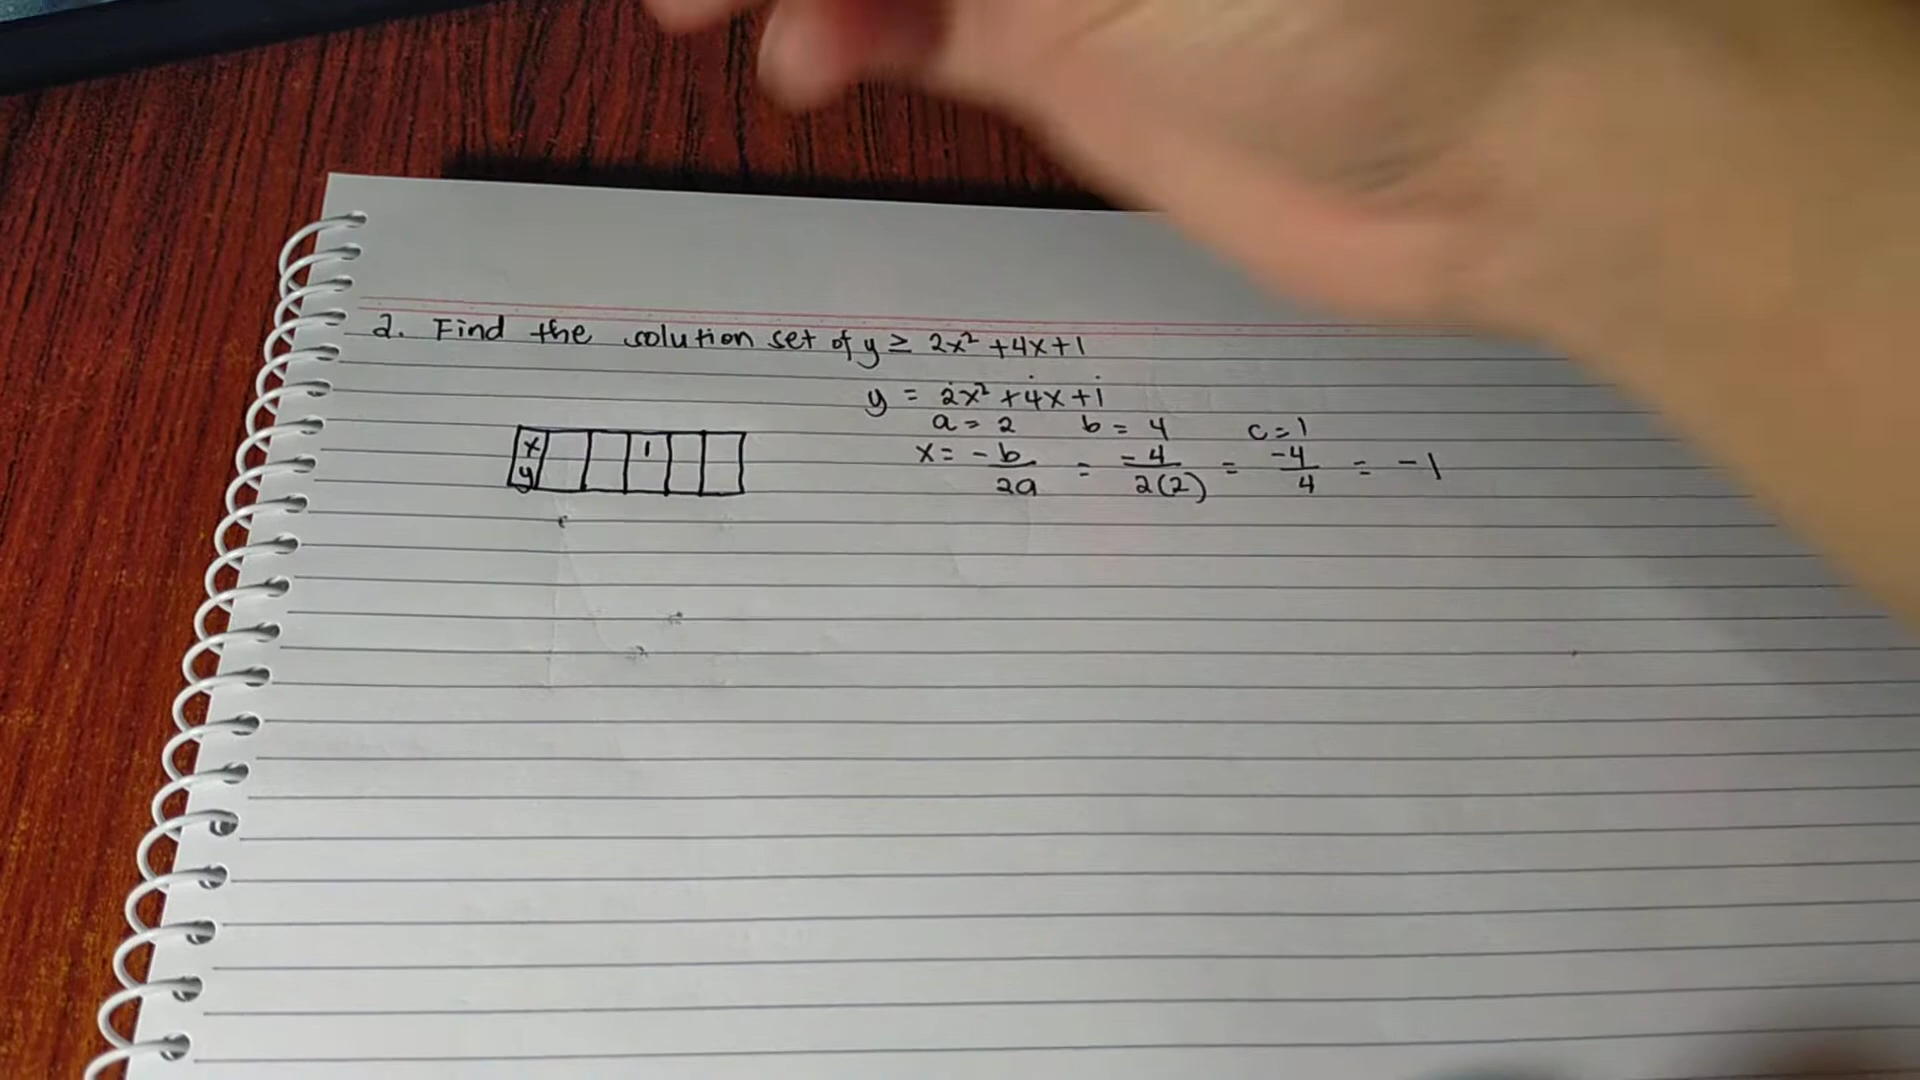 2. Find the solution set of y ≥ 2x² + 4x + 1
y = 2x² + 4x + 1
a = 2 b = 4 c = 1
x 1
y
x = -b/2a = -4/2(2) = -4/4 = -1